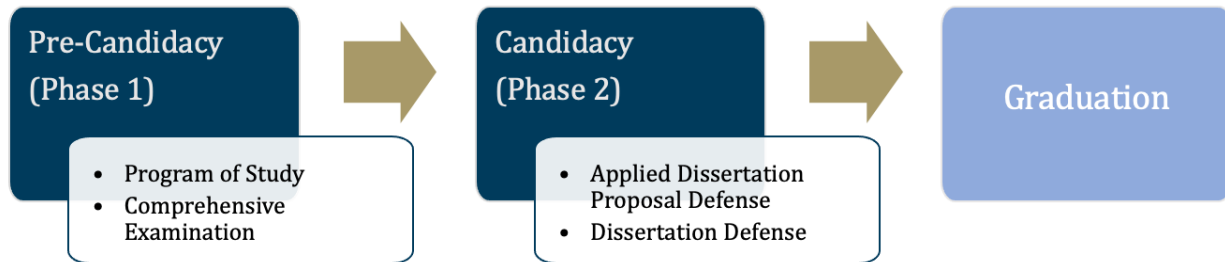 Pre-Candidacy
(Phase 1)
• Program of Study
• Comprehensive
Examination
Candidacy
(Phase 2)
• Applied Dissertation
Proposal Defense
• Dissertation Defense
Graduation